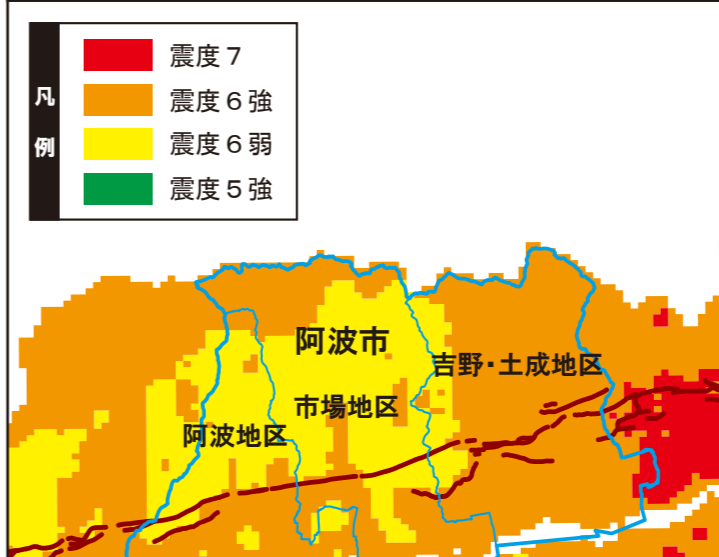 凡例
震度7
震度6強
震度6弱
震度5強
阿波市
吉野・土成地区
市場地区
阿波地区